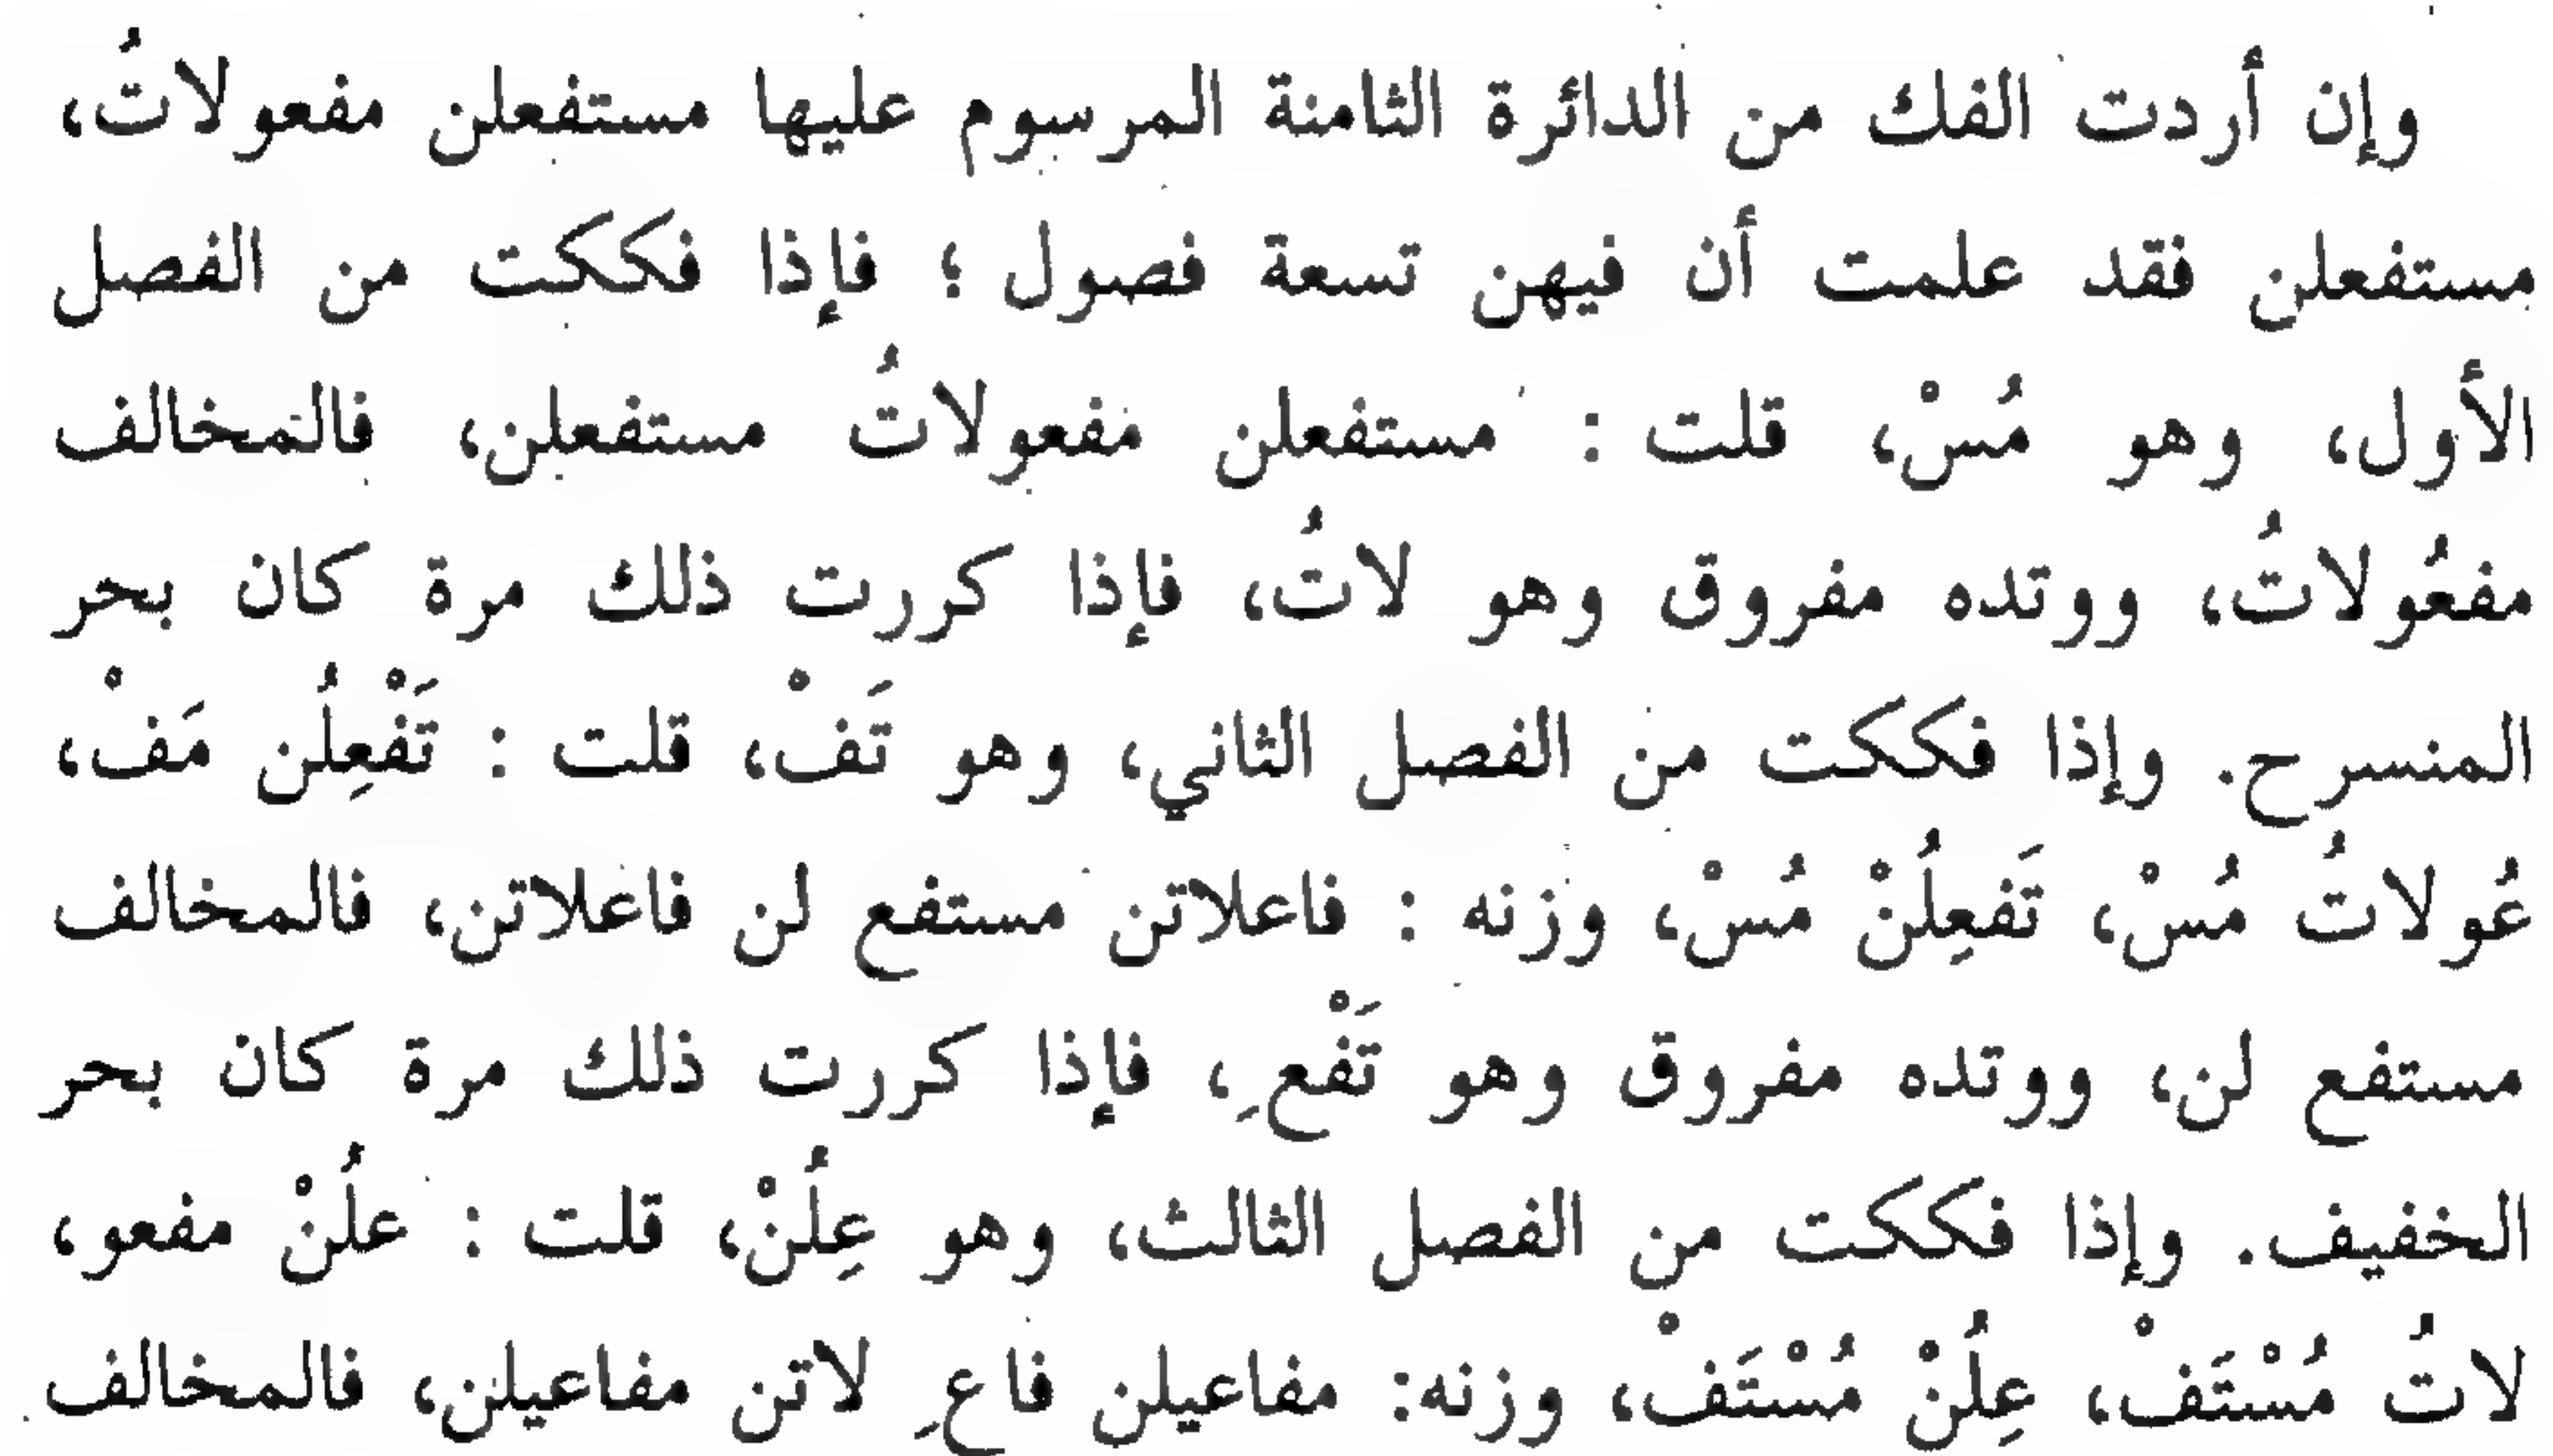 وإن أردت الفك من الدائرة الثامنة المرسوم عليها مستفعلن مفعولاتُ،
مستفعلن فقد علمت أن فيهن تسعة فصول ؛ فإذا فككت من الفصل
الأول، وهو مُسْ، قلت : مستفعلن مفعولاتُ مستفعلن، فالمخالف
مفعُولاتُ، ووتده مفروق وهو لاتُ، فإذا كررت ذلك مرة كان بحر
المنسرح. وإذا فككت من الفصل الثاني، وهو تَفْ، قلت : تَفْعِلُن مَفْ،
عُولاتُ مُسْ، تَفعِلُنْ مُسْ، وزنه : فاعلاتن مستفع لن فاعلاتن، فالمخالف
مستفع لن، ووتده مفروق وهو تَفْعِ، فإذا كررت ذلك مرة كان بحر
الخفيف. وإذا فككت من الفصل الثالث، وهو عِلُنْ، قلت : علُنْ مفعو،
لاتُ مُسْتَفْ، عِلُنْ مُسْتَفْ، وزنه: مفاعيلن فاعِ لاتن مفاعيلن، فالمخالف